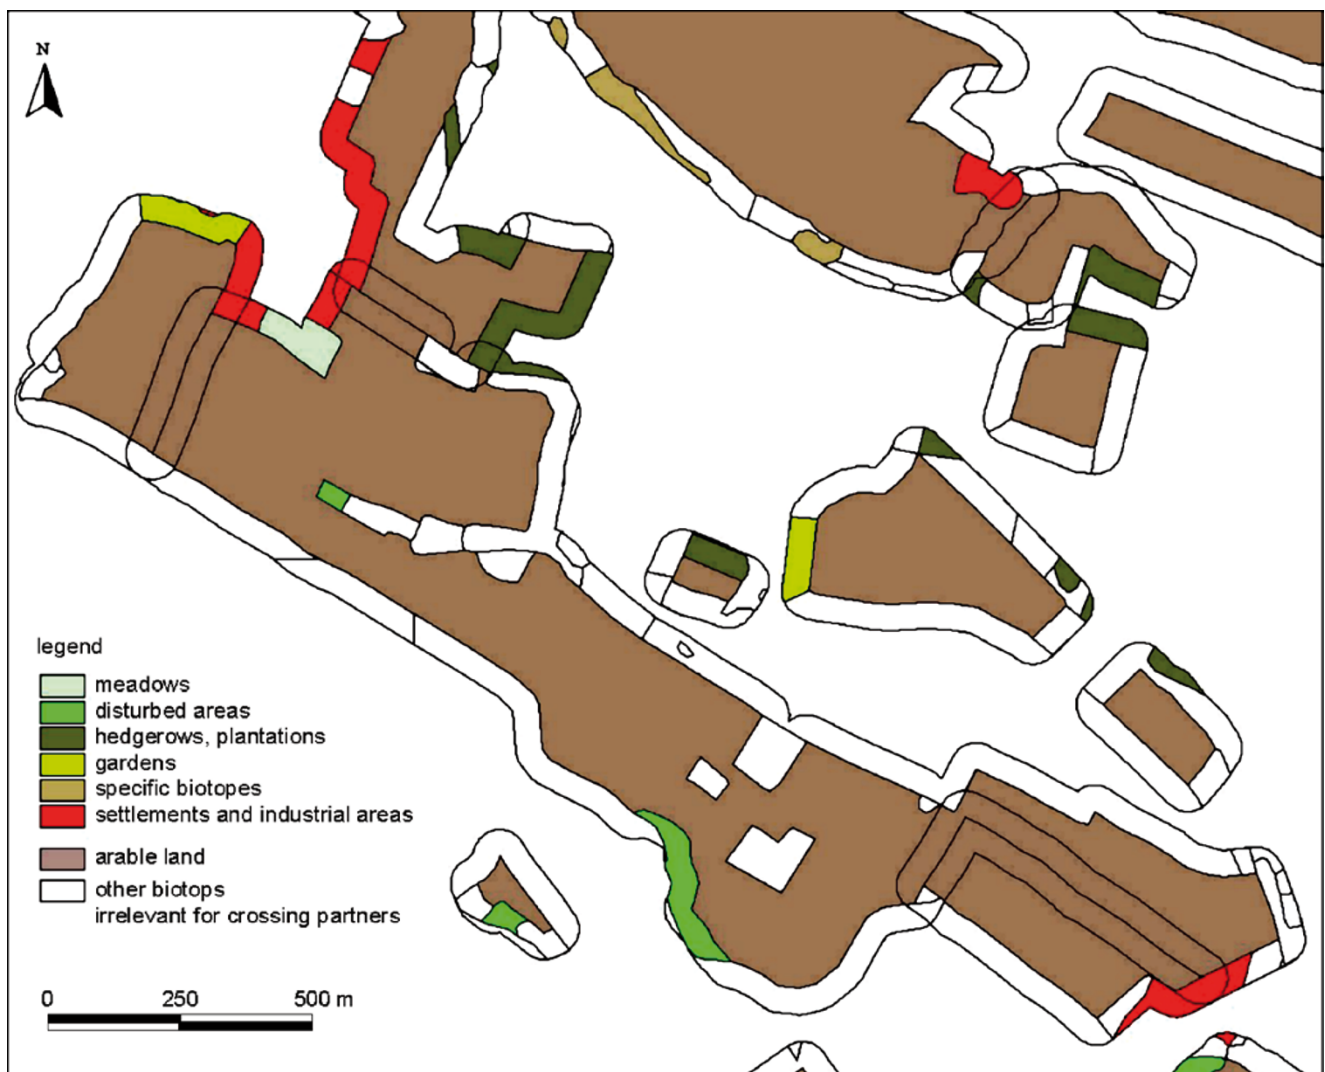 N
legend
meadows
disturbed areas
hedgerows, plantations
gardens
specific biotopes
settlements and industrial areas
arable land
other biotops
irrelevant for crossing partners
0 250 500 m